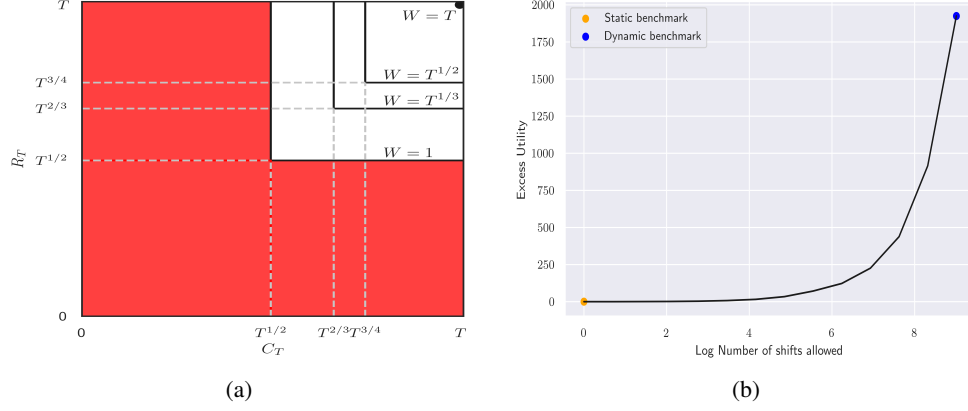 T
W = T
T^{3/4}
W = T^{1/2}
T^{2/3}
W = T^{1/3}
T^{1/2}
W = 1
R_T
0
0
T^{1/2}
T^{2/3}
T^{3/4}
T
C_T
(a)
Static benchmark
Dynamic benchmark
2000
1750
1500
1250
1000
750
500
250
0
Excess Utility
0
2
4
6
8
Log Number of shifts allowed
(b)